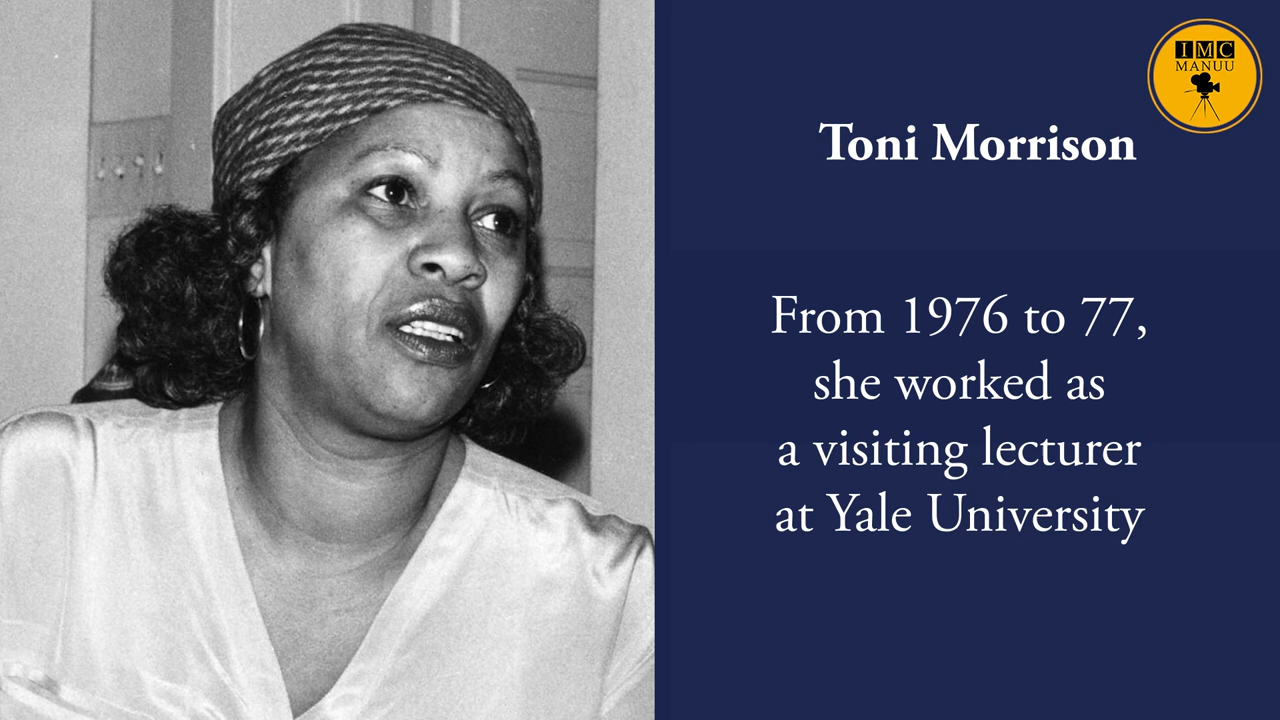 IMC
MANUU
Toni Morrison
From 1976 to 77,
she worked as
a visiting lecturer
at Yale University